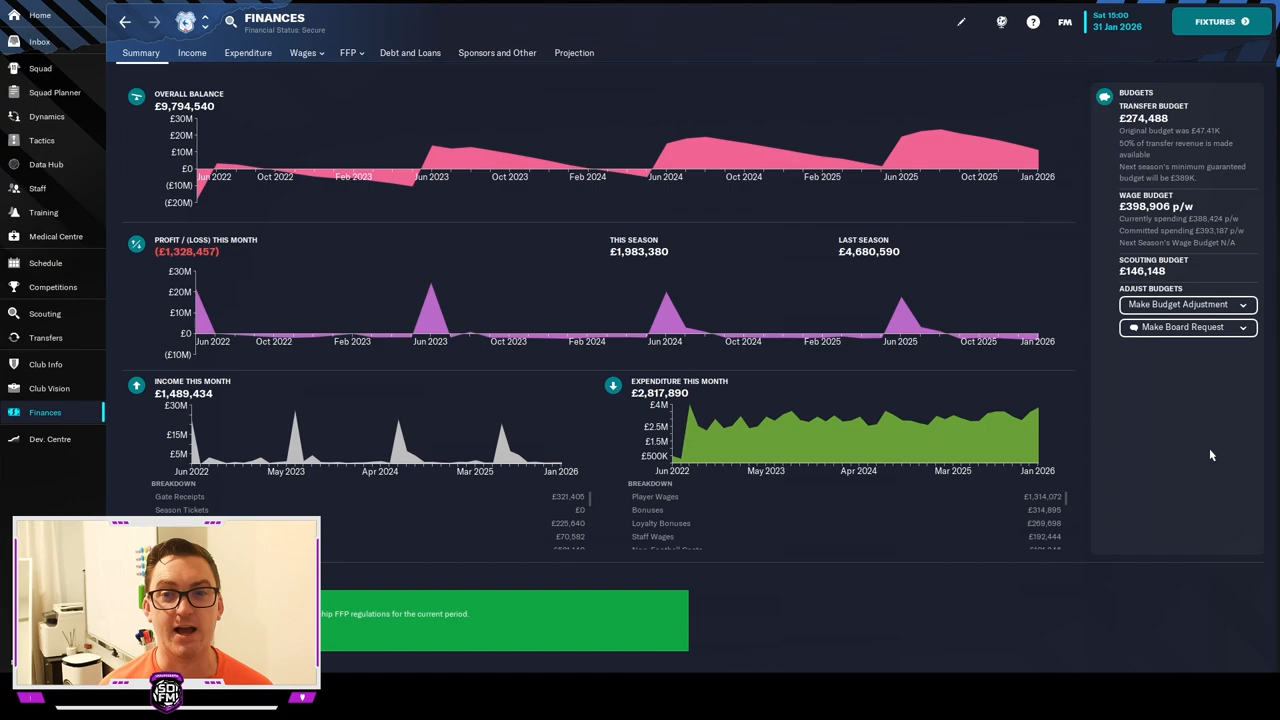 Home
Inbox
Squad
Squad Planner
Dynamics
Tactics
Data Hub
Staff
Training
Medical Centre
Schedule
Competitions
Scouting
Transfers
Club Info
Club Vision
Finances
Dev. Centre
FINANCES
Financial Status: Secure
FM
Sat 15:00
31 Jan 2026
FIXTURES
Summary Income Expenditure Wages FFP Debt and Loans Sponsors and Other Projection
OVERALL BALANCE
£9,794,540
£30M
£20M
£10M
£0
(£10M)
(£20M)
Jun 2022 Oct 2022 Feb 2023 Jun 2023 Oct 2023 Feb 2024 Jun 2024 Oct 2024 Feb 2025 Jun 2025 Oct 2025 Jan 2026
PROFIT / (LOSS) THIS MONTH
(£1,328,457)
THIS SEASON
£1,983,380
LAST SEASON
£4,680,590
£30M
£20M
£10M
£0
(£10M)
Jun 2022 Oct 2022 Feb 2023 Jun 2023 Oct 2023 Feb 2024 Jun 2024 Oct 2024 Feb 2025 Jun 2025 Oct 2025 Jan 2026
INCOME THIS MONTH
£1,489,434
£30M
£15M
£5M
Jun 2022 May 2023 Apr 2024 Mar 2025 Jan 2026
BREAKDOWN
Gate Receipts £321,405
Season Tickets £0
£225,640
£70,582
EXPENDITURE THIS MONTH
£2,817,890
£4M
£2.5M
£1.5M
£500K
Jun 2022 May 2023 Apr 2024 Mar 2025 Jan 2026
BREAKDOWN
Player Wages £1,314,072
Bonuses £314,895
Loyalty Bonuses £269,698
Staff Wages £192,444
hip FFP regulations for the current period.
BUDGETS
TRANSFER BUDGET
£274,488
Original budget was £47.41K
50% of transfer revenue is made
available
Next season's minimum guaranteed
budget will be £389K.
WAGE BUDGET
£398,906 p/w
Currently spending £388,424 p/w
Committed spending £393,187 p/w
Next Season's Wage Budget N/A
SCOUTING BUDGET
£146,148
ADJUST BUDGETS
Make Budget Adjustment
Make Board Request
SD
FM